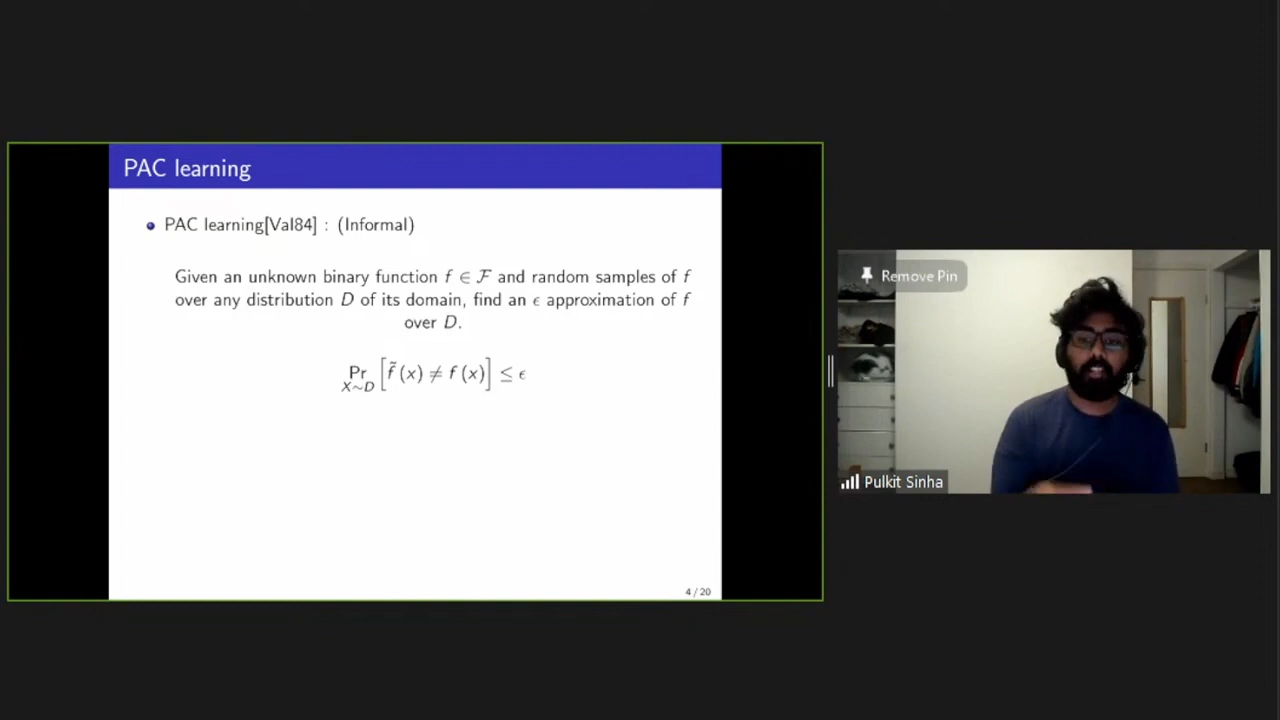 PAC learning
PAC learning[Val84] : (Informal)
Given an unknown binary function f ∈ F and random samples of f
over any distribution D of its domain, find an ϵ approximation of f
over D.
Pr_{X∼D} [f̃ (x) ≠ f (x)] ≤ ϵ
4 / 20
Remove Pin
Pulkit Sinha